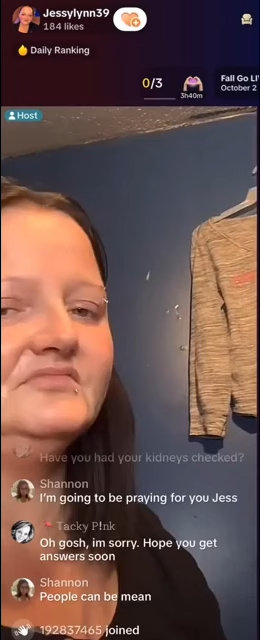 Jessylynn39
184 likes
Daily Ranking
0/3
3h40m
Fall Go LI
October 2
Host
Have you had your kidneys checked?
Shannon
I'm going to be praying for you Jess
Tacky P!nk
Oh gosh, im sorry. Hope you get
answers soon
Shannon
People can be mean
192837465 joined